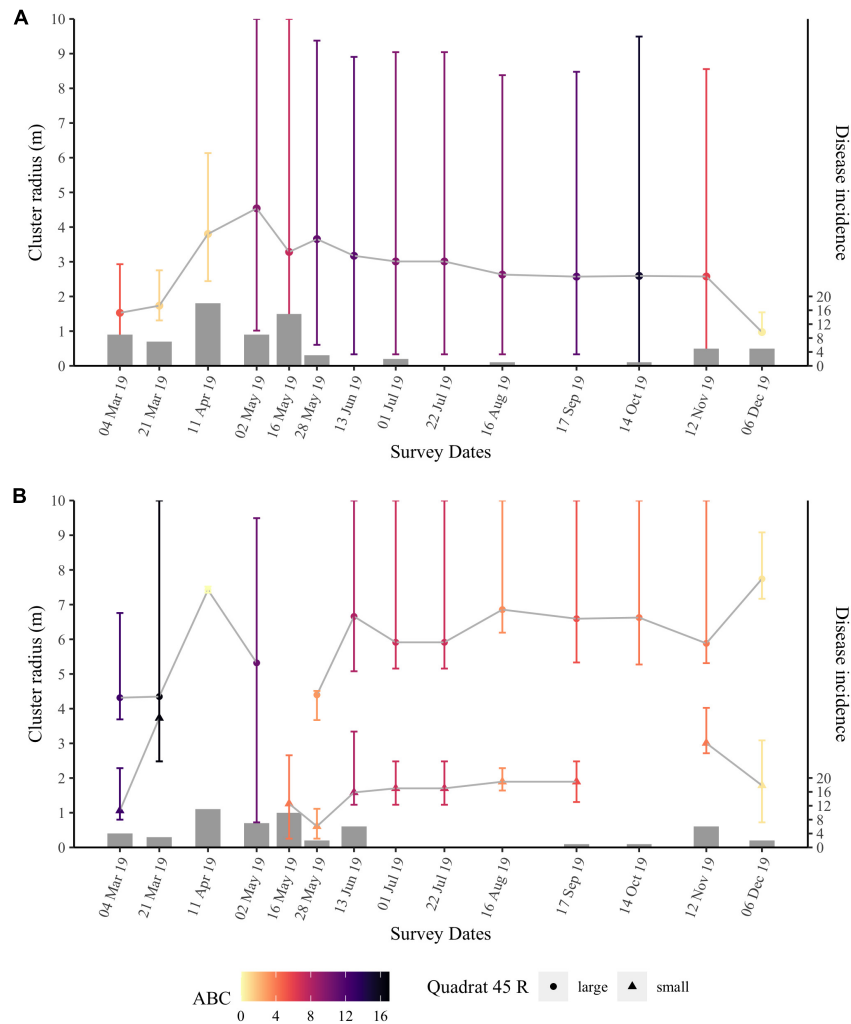 A
10
9
8
7
6
5
4
3
2
1
0
Cluster radius (m)
20
16
12
8
4
0
Disease incidence
04 Mar 19
21 Mar 19
11 Apr 19
02 May 19
16 May 19
28 May 19
13 Jun 19
01 Jul 19
22 Jul 19
16 Aug 19
17 Sep 19
14 Oct 19
12 Nov 19
06 Dec 19
Survey Dates
B
10
9
8
7
6
5
4
3
2
1
0
Cluster radius (m)
20
16
12
8
4
0
Disease incidence
04 Mar 19
21 Mar 19
11 Apr 19
02 May 19
16 May 19
28 May 19
13 Jun 19
01 Jul 19
22 Jul 19
16 Aug 19
17 Sep 19
14 Oct 19
12 Nov 19
06 Dec 19
Survey Dates
ABC
0 4 8 12 16
Quadrat 45 R
large
small